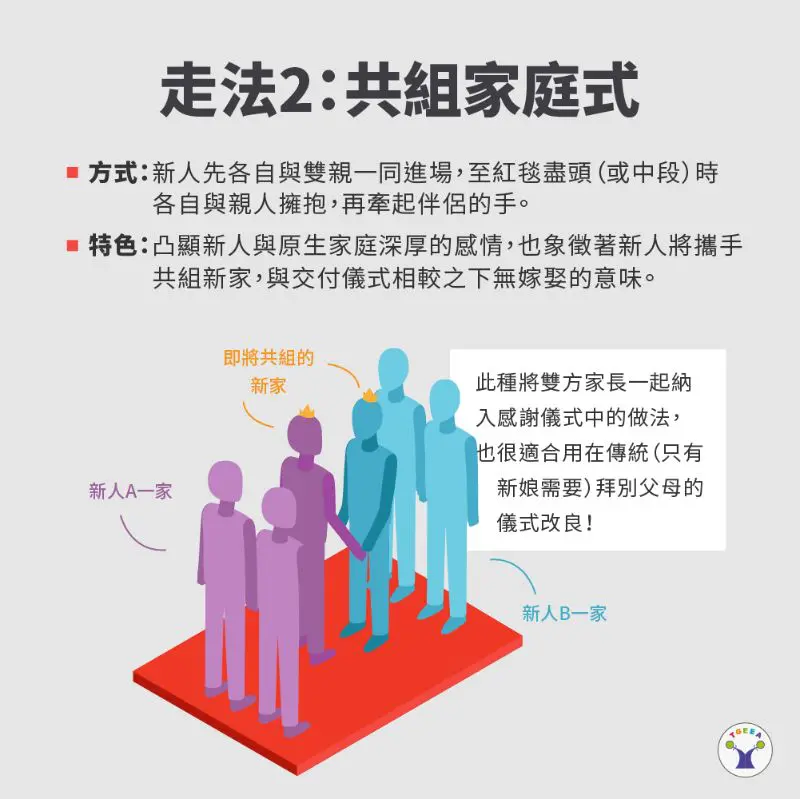 走法2：共組家庭式
方式：新人先各自與雙親一同進場，至紅毯盡頭（或中段）時
各自與親人擁抱，再牽起伴侶的手。
特色：凸顯新人與原生家庭深厚的感情，也象徵著新人將攜手
共組新家，與交付儀式相較之下無嫁娶的意味。
即將共組的
新家
此種將雙方家長一起納
入感謝儀式中的做法，
也很適合用在傳統（只有
新娘需要）拜別父母的
儀式改良！
新人A一家
新人B一家
TGEEA